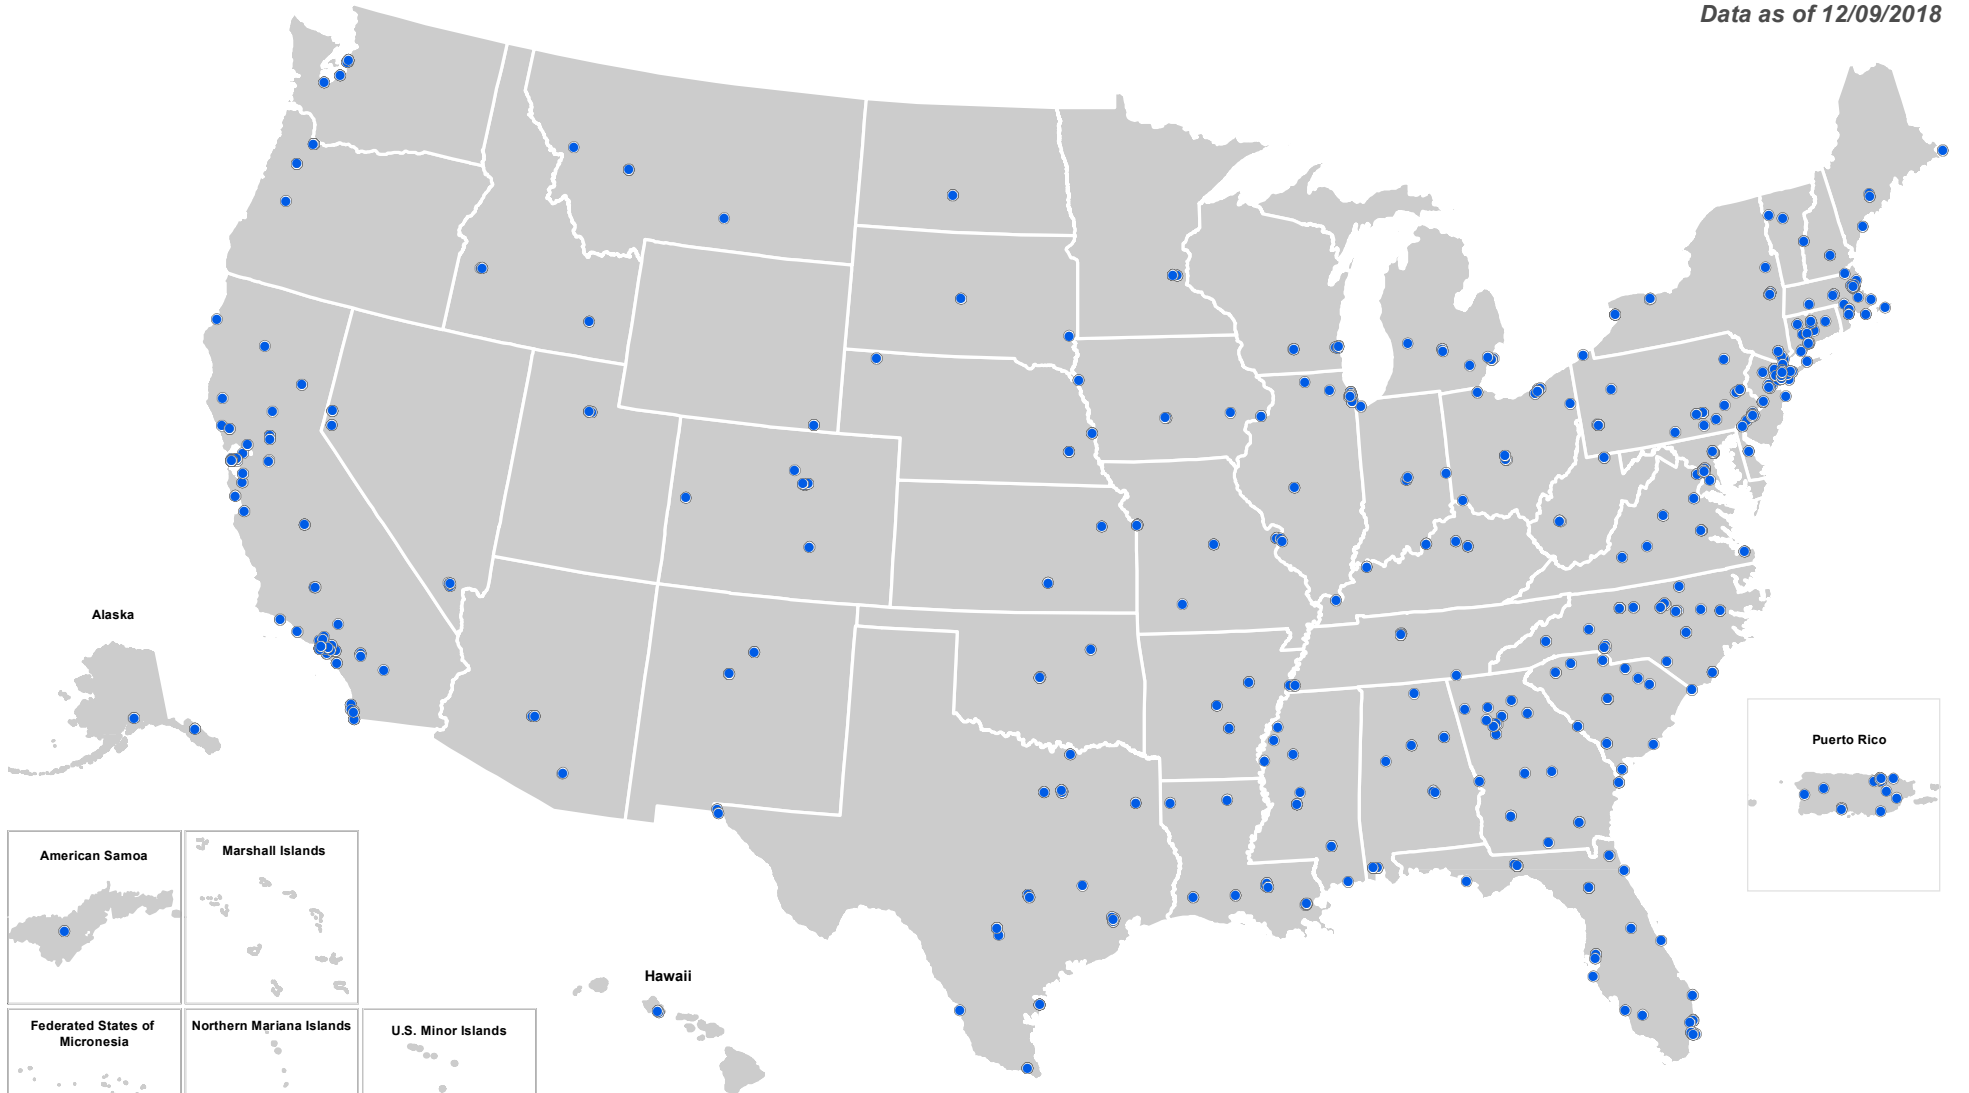 Data as of 12/09/2018
Alaska
Puerto Rico
American Samoa
Marshall Islands
Hawaii
Federated States of
Micronesia
Northern Mariana Islands
U.S. Minor Islands